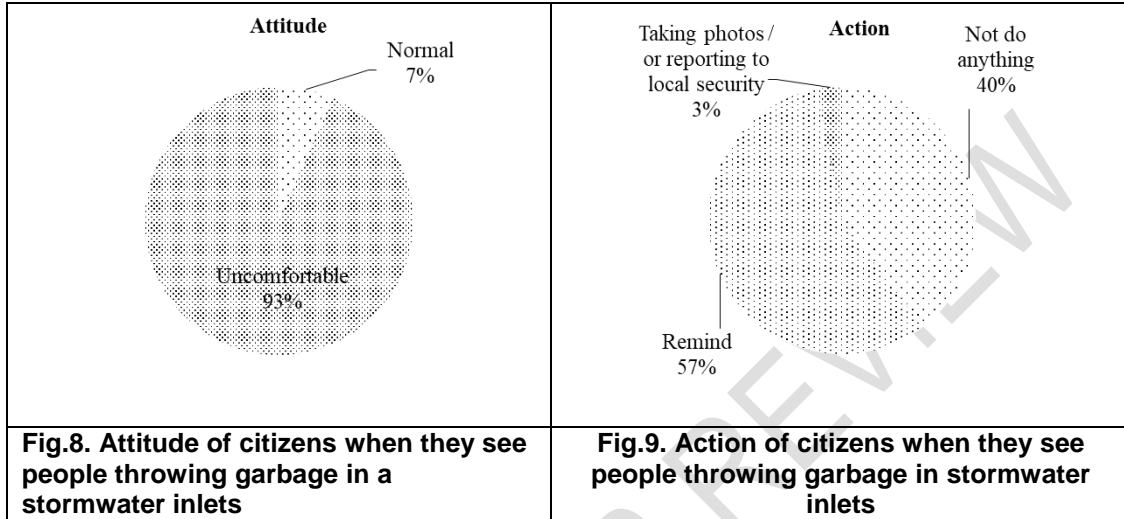 Attitude
Normal
7%
Uncomfortable
93%
Fig.8. Attitude of citizens when they see
people throwing garbage in a
stormwater inlets
Action
Taking photos /
or reporting to
local security
3%
Not do
anything
40%
Remind
57%
Fig.9. Action of citizens when they see
people throwing garbage in stormwater
inlets
REVIEW